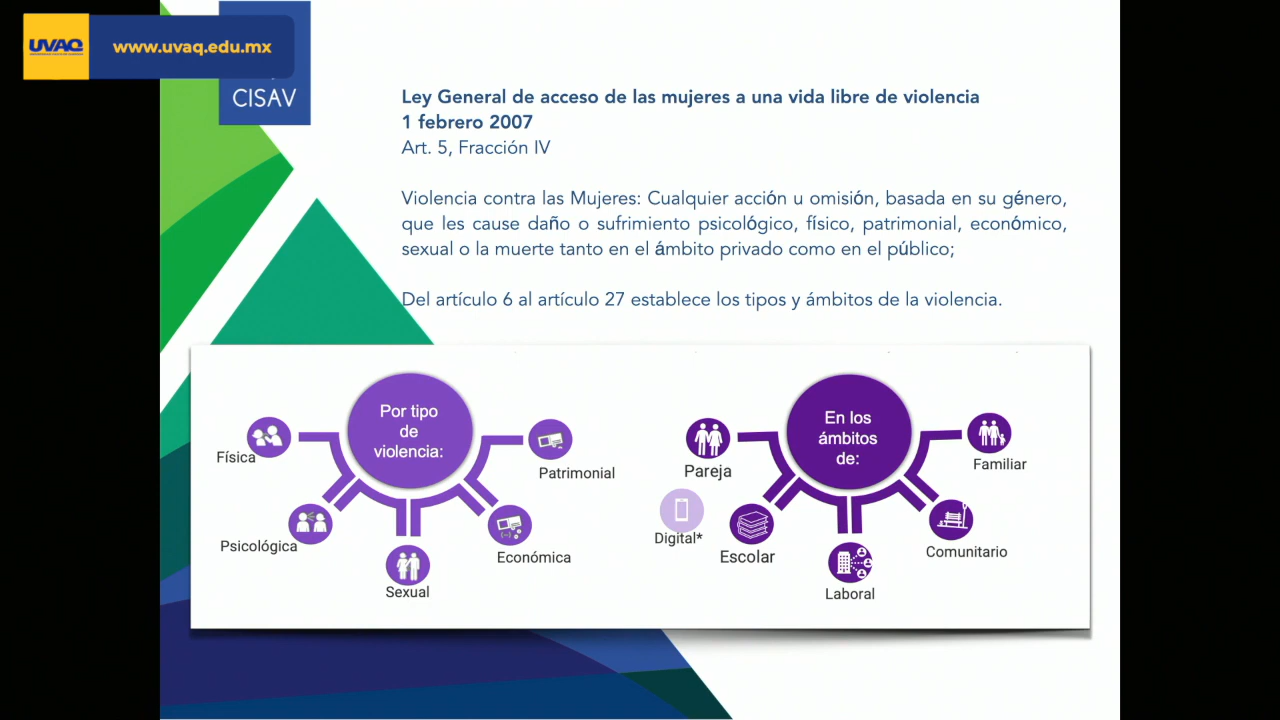 UVAQ
www.uvaq.edu.mx
CISAV
Ley General de acceso de las mujeres a una vida libre de violencia
1 febrero 2007
Art. 5, Fracción IV
Violencia contra las Mujeres: Cualquier acción u omisión, basada en su género,
que les cause daño o sufrimiento psicológico, físico, patrimonial, económico,
sexual o la muerte tanto en el ámbito privado como en el público;
Del artículo 6 al artículo 27 establece los tipos y ámbitos de la violencia.
Por tipo
de
violencia:
Física
Psicológica
Sexual
Económica
Patrimonial
En los
ámbitos
de:
Pareja
Digital*
Escolar
Laboral
Comunitario
Familiar